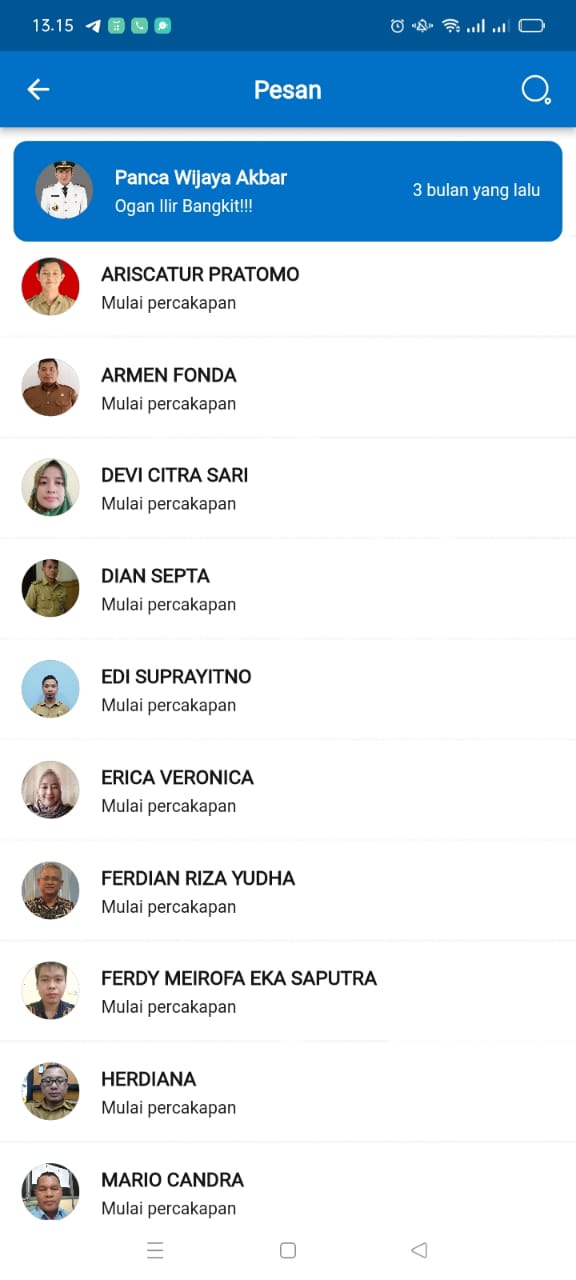 13.15
Pesan
Panca Wijaya Akbar
Ogan Ilir Bangkit!!!
3 bulan yang lalu
ARISCATUR PRATOMO
Mulai percakapan
ARMEN FONDA
Mulai percakapan
DEVI CITRA SARI
Mulai percakapan
DIAN SEPTA
Mulai percakapan
EDI SUPRAYITNO
Mulai percakapan
ERICA VERONICA
Mulai percakapan
FERDIAN RIZA YUDHA
Mulai percakapan
FERDY MEIROFA EKA SAPUTRA
Mulai percakapan
HERDIANA
Mulai percakapan
MARIO CANDRA
Mulai percakapan